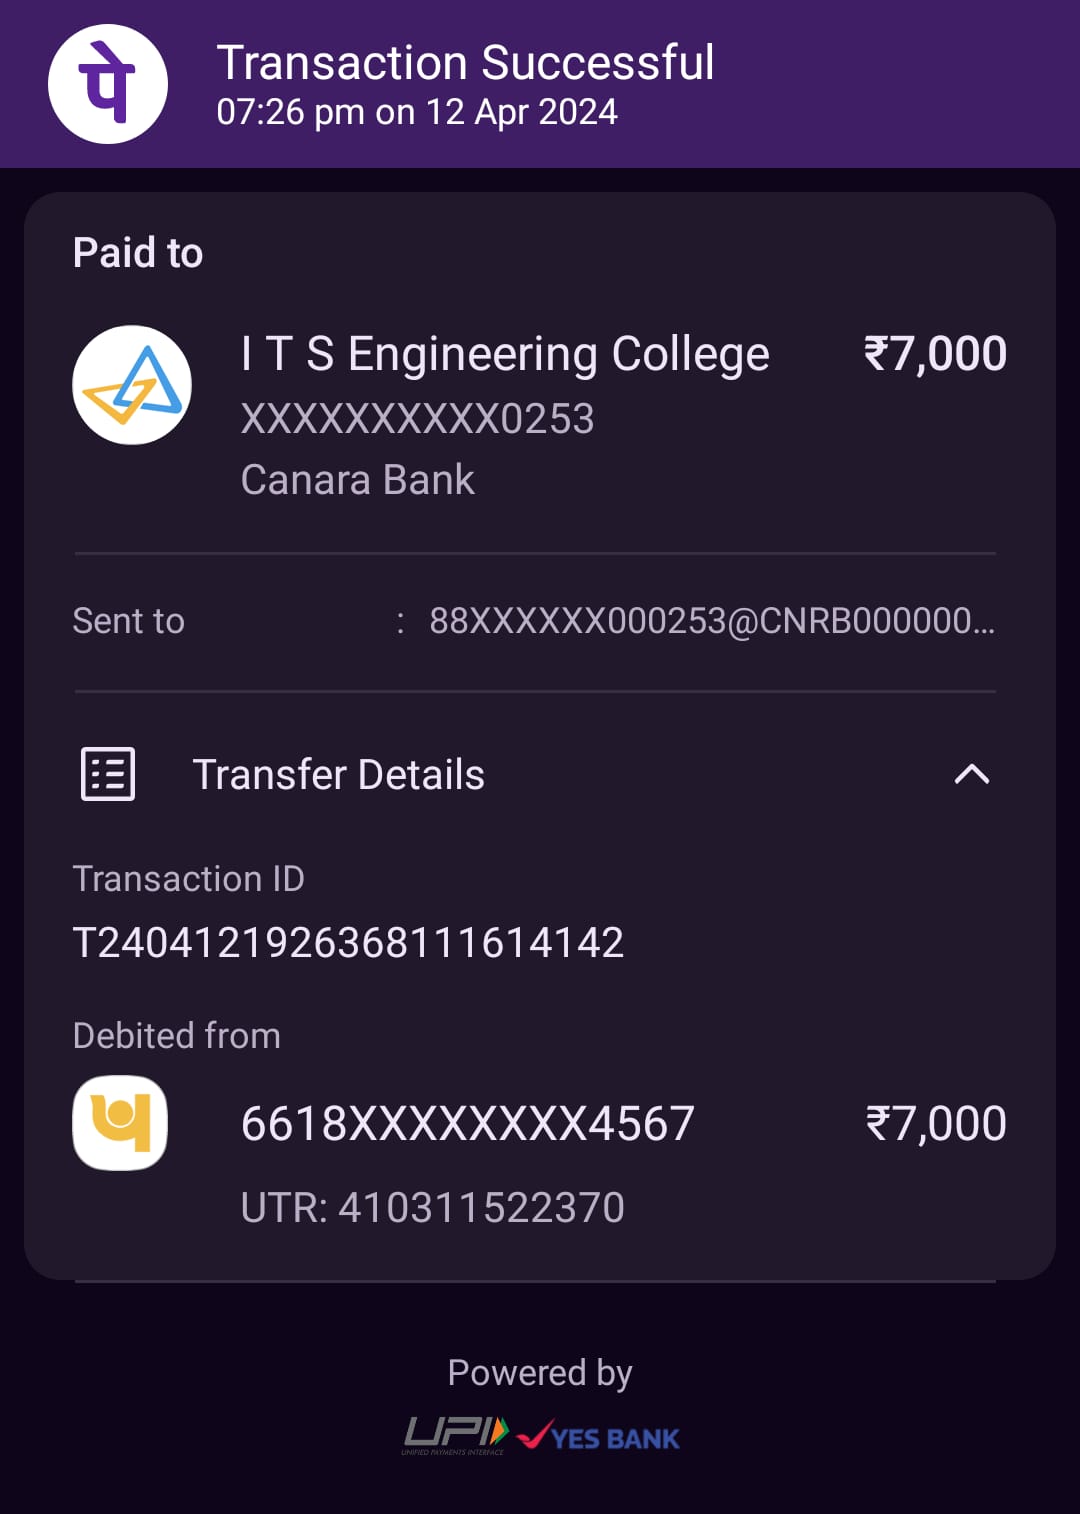 पे
Transaction Successful
07:26 pm on 12 Apr 2024
Paid to
I T S Engineering College ₹7,000
XXXXXXXXXX0253
Canara Bank
Sent to : 88XXXXXX000253@CNRB000000...
Transfer Details
Transaction ID
T2404121926368111614142
Debited from
6618XXXXXXXX4567 ₹7,000
UTR: 410311522370
Powered by
UPI YES BANK
UNIFIED PAYMENTS INTERFACE